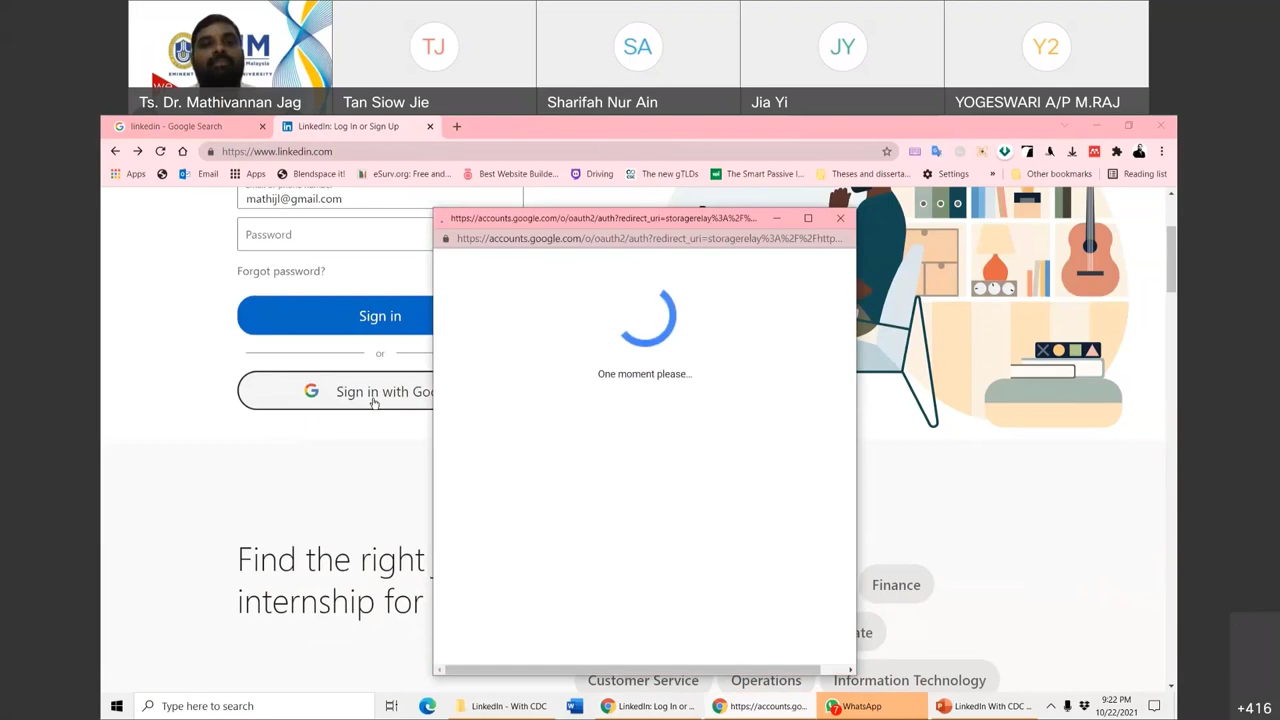 we
M
Malaysia
TJ
SA
JY
Y2
Ts. Dr. Mathivannan Jag
Tan Siow Jie
Sharifah Nur Ain
Jia Yi
YOGESWARI A/P M.RAJ
linkedin - Google Search
LinkedIn: Log In or Sign Up
https://www.linkedin.com
Apps
Email
Apps
Blendspace !
eSurv.org: Free and...
Best Website Builde...
Driving
The new gTLDs
The Smart Passive I...
Theses and disserta...
Settings
»
Other bookmarks
Reading list
mathijl@gmail.com
Password
Forgot password?
Sign in
or
Sign in with Goo
https://accounts.google.com/o/oauth2/auth?redirect_uri=storagerelay%3A%2F%...
https://accounts.google.com/o/oauth2/auth?redirect_uri=storagerelay%3A%2F%2Fhttp...
One moment please...
Find the right j
internship for
Finance
ate
Customer Service
Operations
Information Technology
Type here to search
LinkedIn - With CDC
LinkedIn: Log In or ...
https://accounts.go...
7
WhatsApp
LinkedIn With CDC ...
9:22 PM
10/22/2021
+416